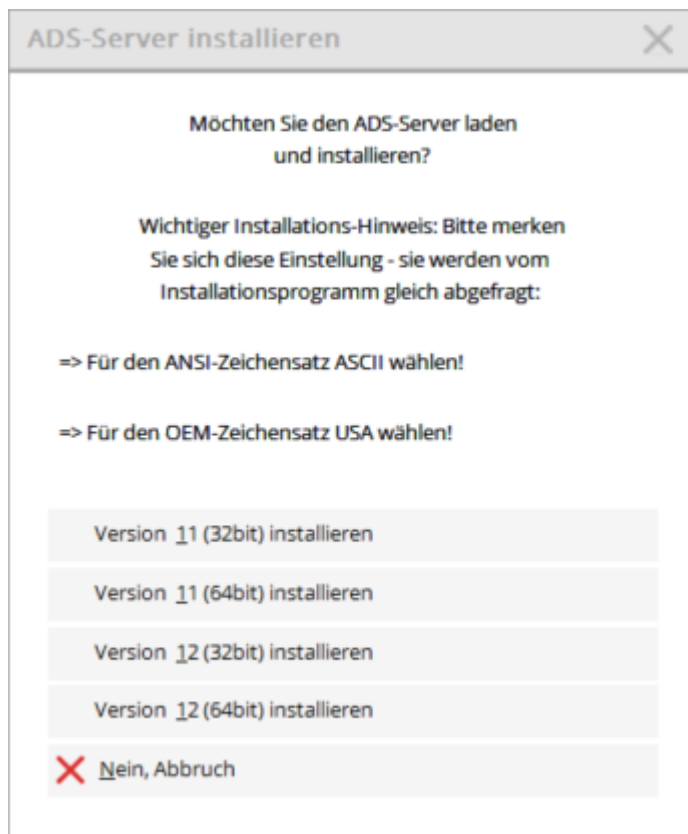 ADS-Server installieren
Möchten Sie den ADS-Server laden
und installieren?
Wichtiger Installations-Hinweis: Bitte merken
Sie sich diese Einstellung - sie werden vom
Installationsprogramm gleich abgefragt:
=> Für den ANSI-Zeichensatz ASCII wählen!
=> Für den OEM-Zeichensatz USA wählen!
Version 11 (32bit) installieren
Version 11 (64bit) installieren
Version 12 (32bit) installieren
Version 12 (64bit) installieren
Nein, Abbruch